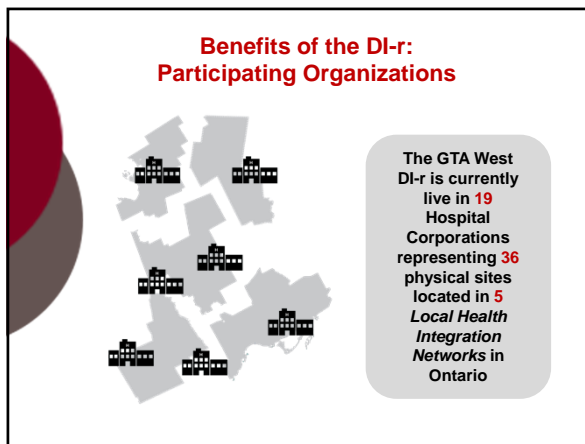 Benefits of the DI-r:
Participating Organizations
The GTA West
DI-r is currently
live in 19
Hospital
Corporations
representing 36
physical sites
located in 5
Local Health
Integration
Networks in
Ontario